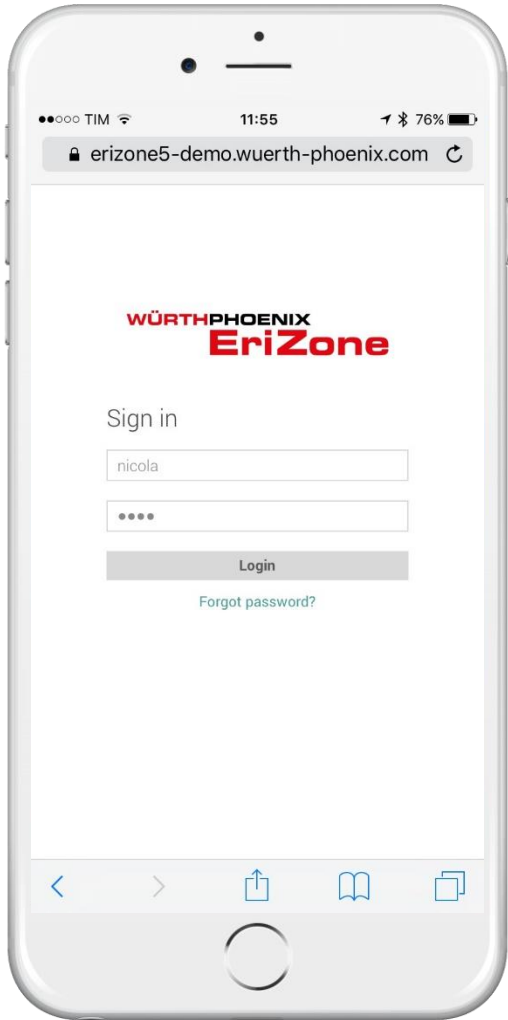 TIM 11:55 76%
erizone5-demo.wuerth-phoenix.com
WÜRTHPHOENIX
EriZone
Sign in
nicola
••••
Login
Forgot password?